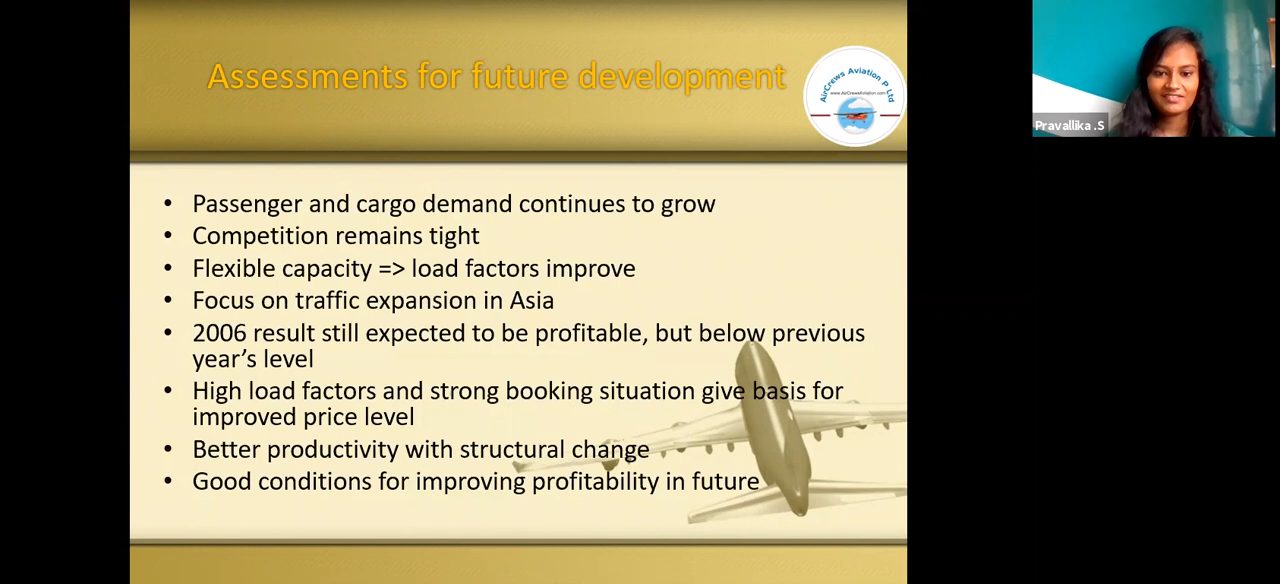 Assessments for future development
AirCrews Aviation P Ltd
www.AirCrewsAviation.com
Pravallika .S
• Passenger and cargo demand continues to grow
• Competition remains tight
• Flexible capacity => load factors improve
• Focus on traffic expansion in Asia
• 2006 result still expected to be profitable, but below previous
year’s level
• High load factors and strong booking situation give basis for
improved price level
• Better productivity with structural change
• Good conditions for improving profitability in future